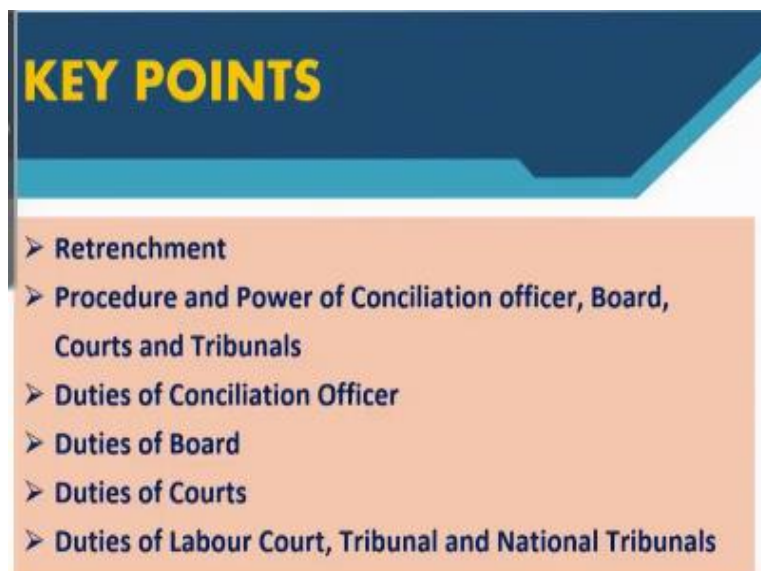 KEY POINTS
➢ Retrenchment
➢ Procedure and Power of Conciliation officer, Board,
Courts and Tribunals
➢ Duties of Conciliation Officer
➢ Duties of Board
➢ Duties of Courts
➢ Duties of Labour Court, Tribunal and National Tribunals